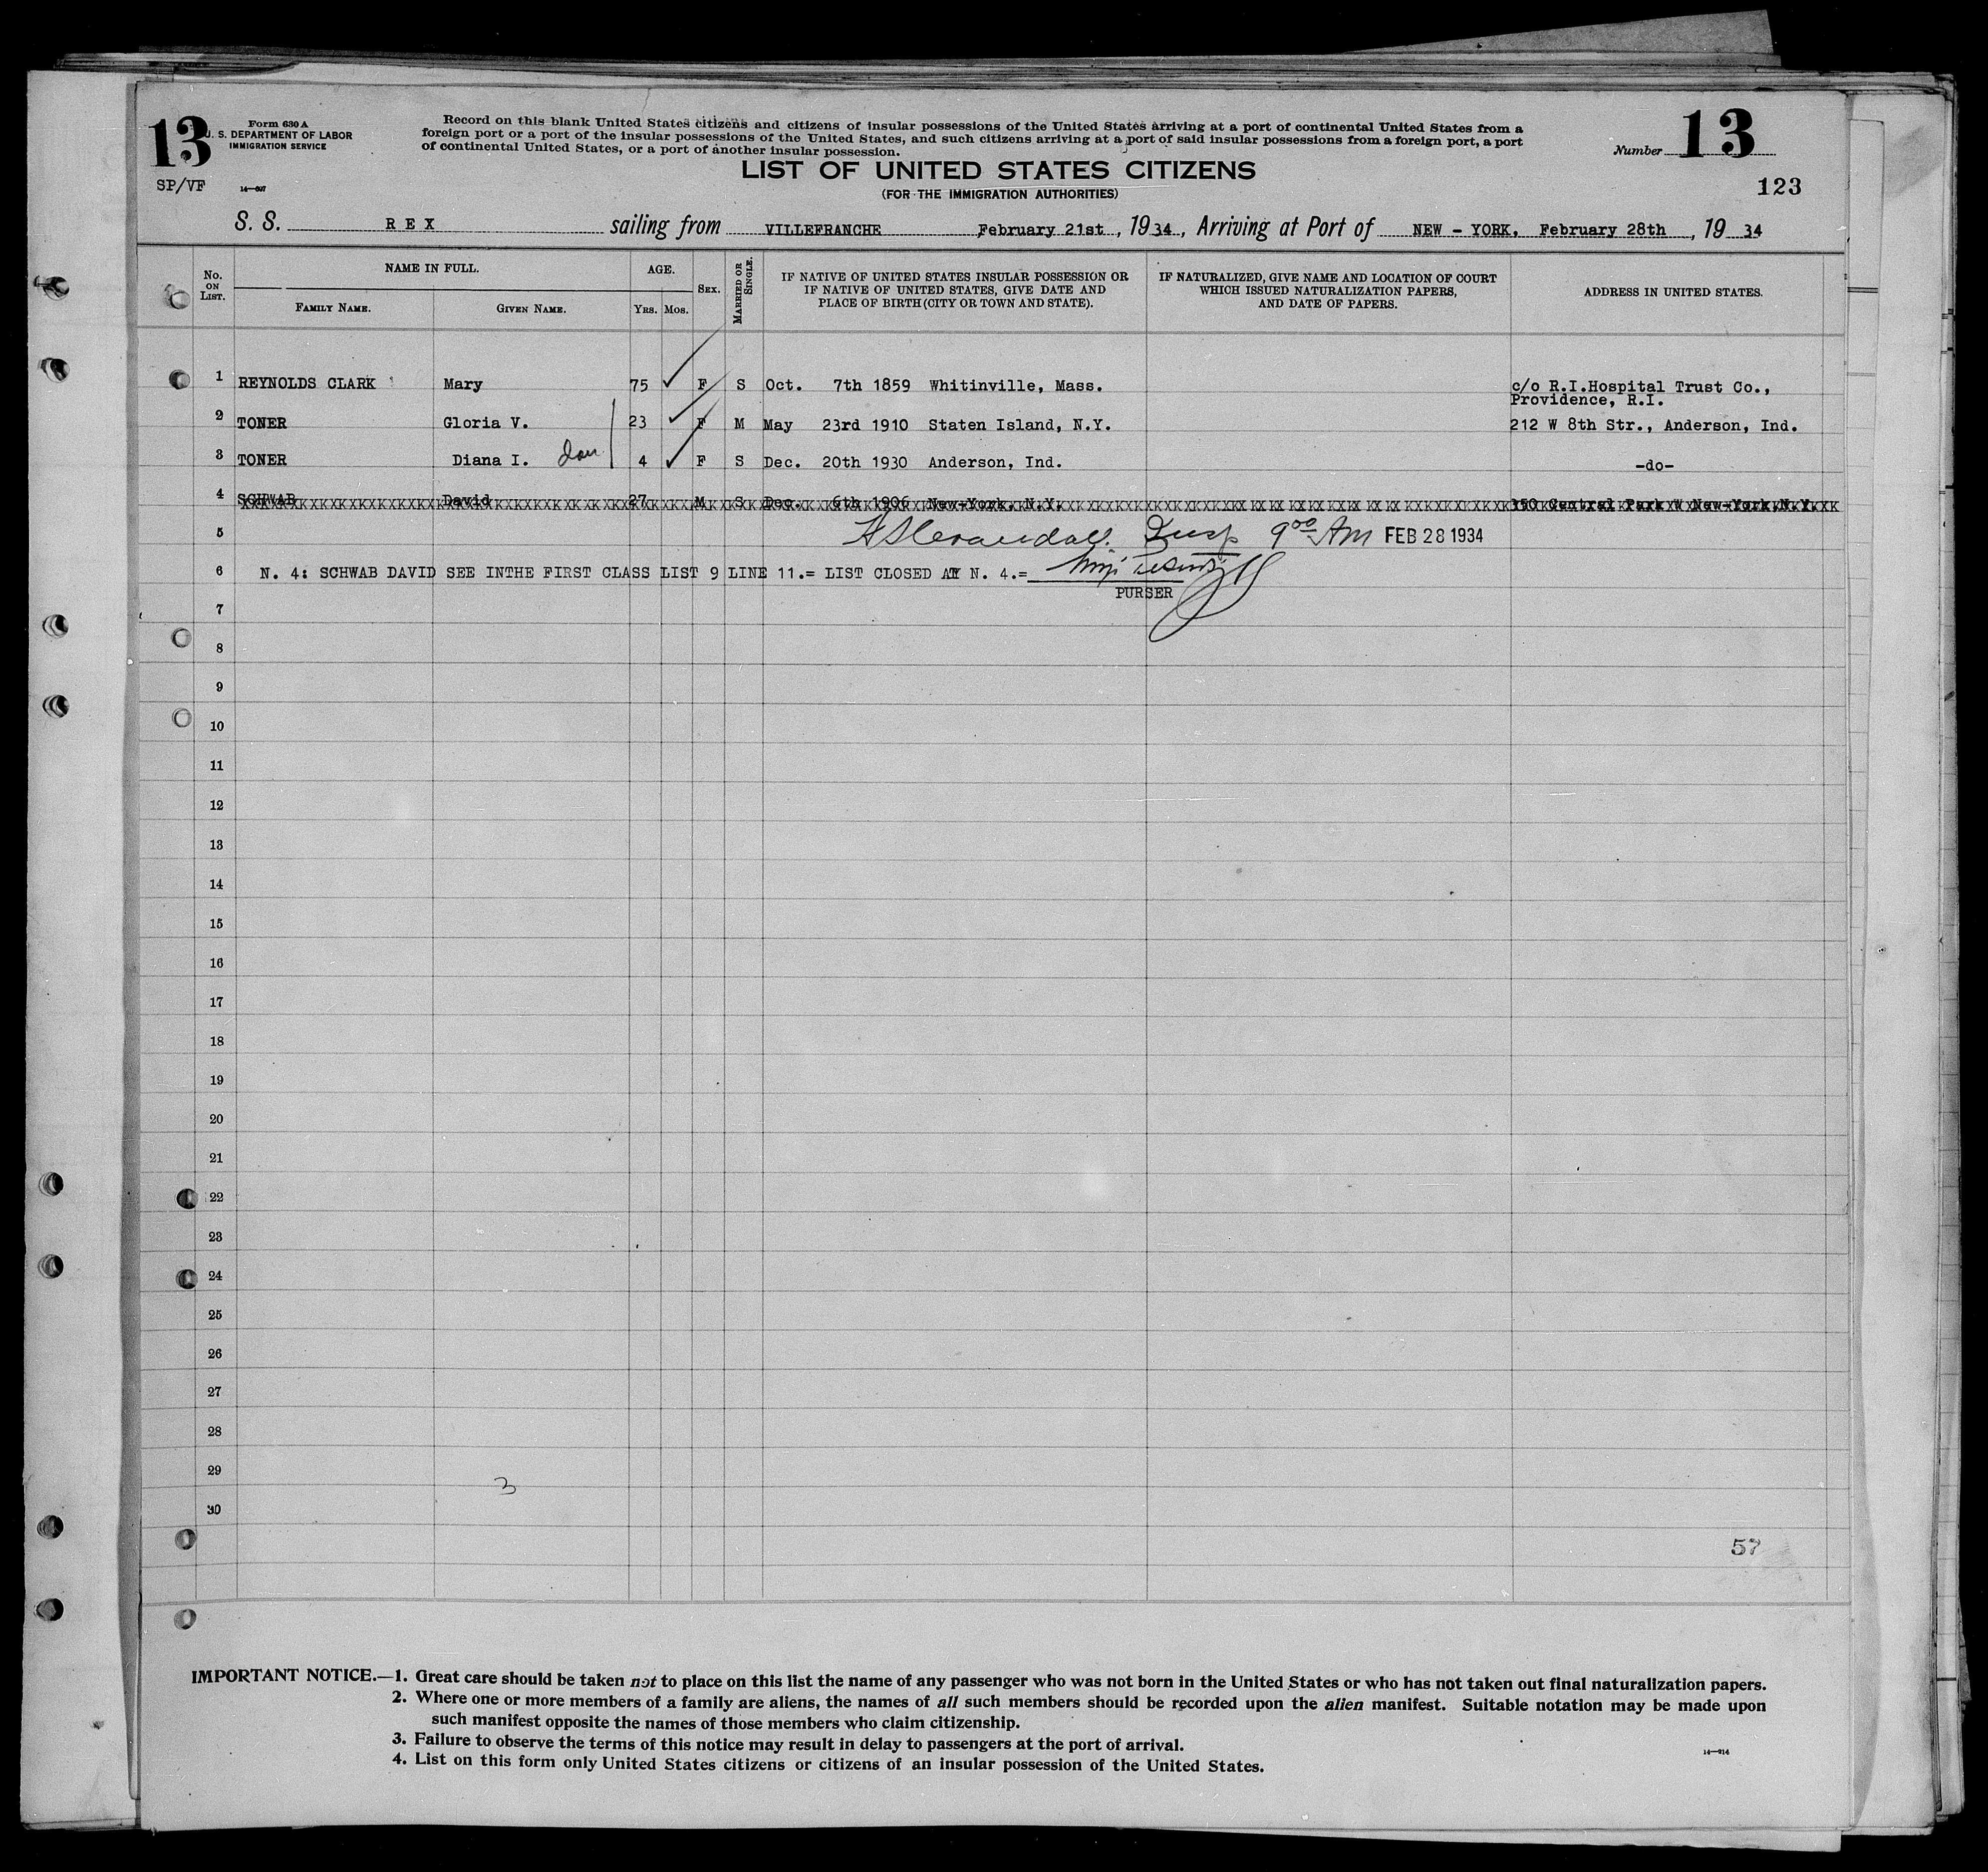 13
Form 630 A
U. S. DEPARTMENT OF LABOR
IMMIGRATION SERVICE
SP/VF
14—897
Record on this blank United States citizens and citizens of insular possessions of the United States arriving at a port of continental United States from a
foreign port or a port of the insular possessions of the United States, and such citizens arriving at a port of said insular possessions from a foreign port, a port
of continental United States, or a port of another insular possession.
Number 13
LIST OF UNITED STATES CITIZENS
123
(FOR THE IMMIGRATION AUTHORITIES)
S. S. REX sailing from VILLEFRANCHE February 21st, 1934, Arriving at Port of NEW - YORK, February 28th, 1934
No. ON LIST.
NAME IN FULL.
FAMILY NAME.
GIVEN NAME.
AGE.
YRS. MOS.
SEX.
MARRIED OR SINGLE.
IF NATIVE OF UNITED STATES INSULAR POSSESSION OR
IF NATIVE OF UNITED STATES, GIVE DATE AND
PLACE OF BIRTH (CITY OR TOWN AND STATE).
IF NATURALIZED, GIVE NAME AND LOCATION OF COURT
WHICH ISSUED NATURALIZATION PAPERS,
AND DATE OF PAPERS.
ADDRESS IN UNITED STATES.
1 REYNOLDS CLARK Mary 75 F S Oct. 7th 1859 Whitinville, Mass. c/o R.I.Hospital Trust Co.,
Providence, R.I.
2 TONER Gloria V. 23 F M May 23rd 1910 Staten Island, N.Y. 212 W 8th Str., Anderson, Ind.
3 TONER Diana I. dau 4 F S Dec. 20th 1930 Anderson, Ind. -do-
4 SCHWAB David 27 M S Dec. 6th 1906 New-York, N.Y. 350 Central Park W New-York,N.Y.
5 Insp 9 00 Am FEB 28 1934
6 N. 4: SCHWAB DAVID SEE INTHE FIRST CLASS LIST 9 LINE 11.= LIST CLOSED AT N. 4.=
PURSER
7
8
9
10
11
12
13
14
15
16
17
18
19
20
21
22
23
24
25
26
27
28
29
3
30
57
IMPORTANT NOTICE.—1. Great care should be taken not to place on this list the name of any passenger who was not born in the United States or who has not taken out final naturalization papers.
2. Where one or more members of a family are aliens, the names of all such members should be recorded upon the alien manifest. Suitable notation may be made upon
such manifest opposite the names of those members who claim citizenship.
3. Failure to observe the terms of this notice may result in delay to passengers at the port of arrival.
4. List on this form only United States citizens or citizens of an insular possession of the United States.
14—914